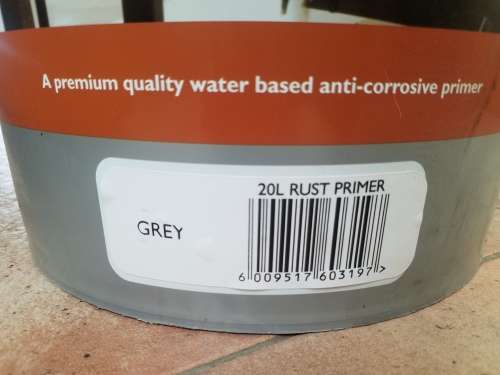 A premium quality water based anti-corrosive primer
20L RUST PRIMER
GREY
6 009517 603197 >